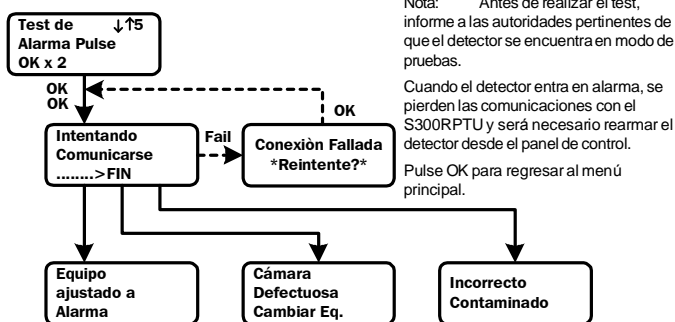 Test de ↓↑5
Alarma Pulse
OK x 2
OK
OK
OK
Intentando
Comunicarse
........>FIN
Fail
Conexiòn Fallada
*Reintente?*
Equipo
ajustado a
Alarma
Cámara
Defectuosa
Cambiar Eq.
Incorrecto
Contaminado
Nota: Antes de realizar el test,
informe a las autoridades pertinentes de
que el detector se encuentra en modo de
pruebas.
Cuando el detector entra en alarma, se
pierden las comunicaciones con el
S300RPTU y será necesario rearmar el
detector desde el panel de control.
Pulse OK para regresar al menú
principal.